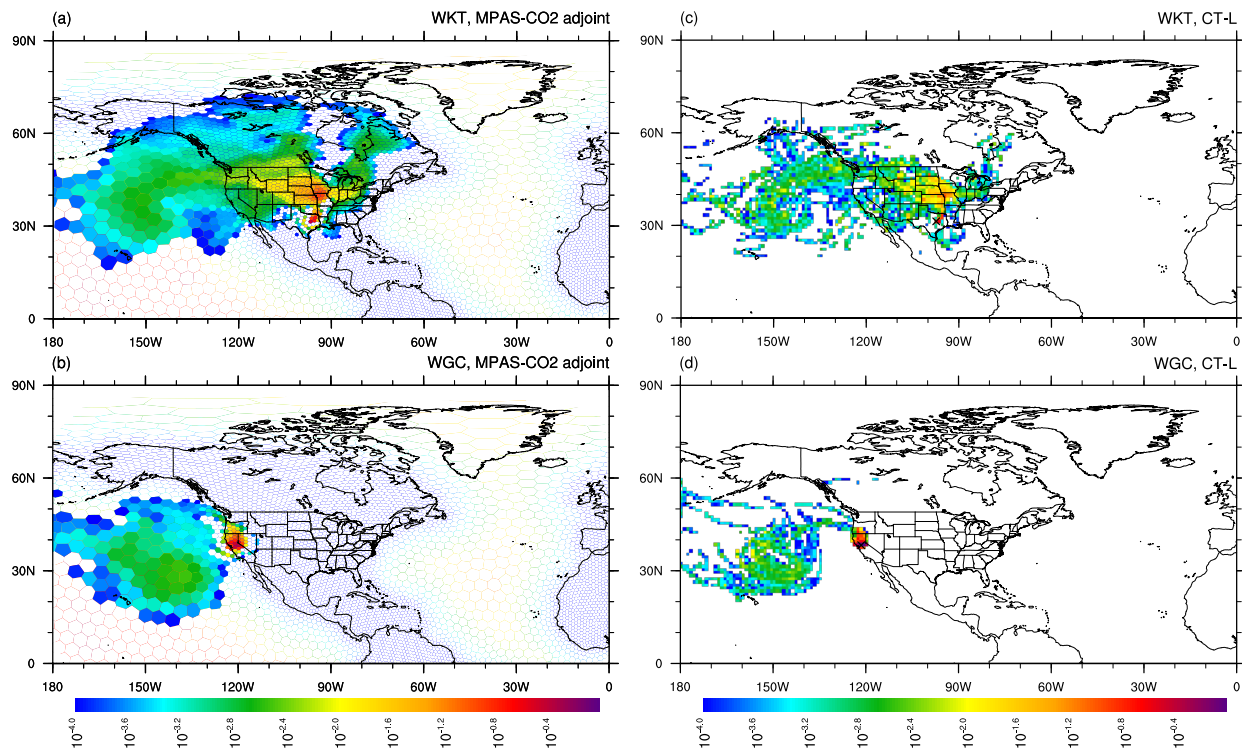 (a) WKT, MPAS-CO2 adjoint
90N
60N
30N
0
180 150W 120W 90W 60W 30W 0
(c) WKT, CT-L
90N
60N
30N
0
180 150W 120W 90W 60W 30W 0
(b) WGC, MPAS-CO2 adjoint
90N
60N
30N
0
180 150W 120W 90W 60W 30W 0
(d) WGC, CT-L
90N
60N
30N
0
180 150W 120W 90W 60W 30W 0
10^-4.0 10^-3.6 10^-3.2 10^-2.8 10^-2.4 10^-2.0 10^-1.6 10^-1.2 10^-0.8 10^-0.4
10^-4.0 10^-3.6 10^-3.2 10^-2.8 10^-2.4 10^-2.0 10^-1.6 10^-1.2 10^-0.8 10^-0.4